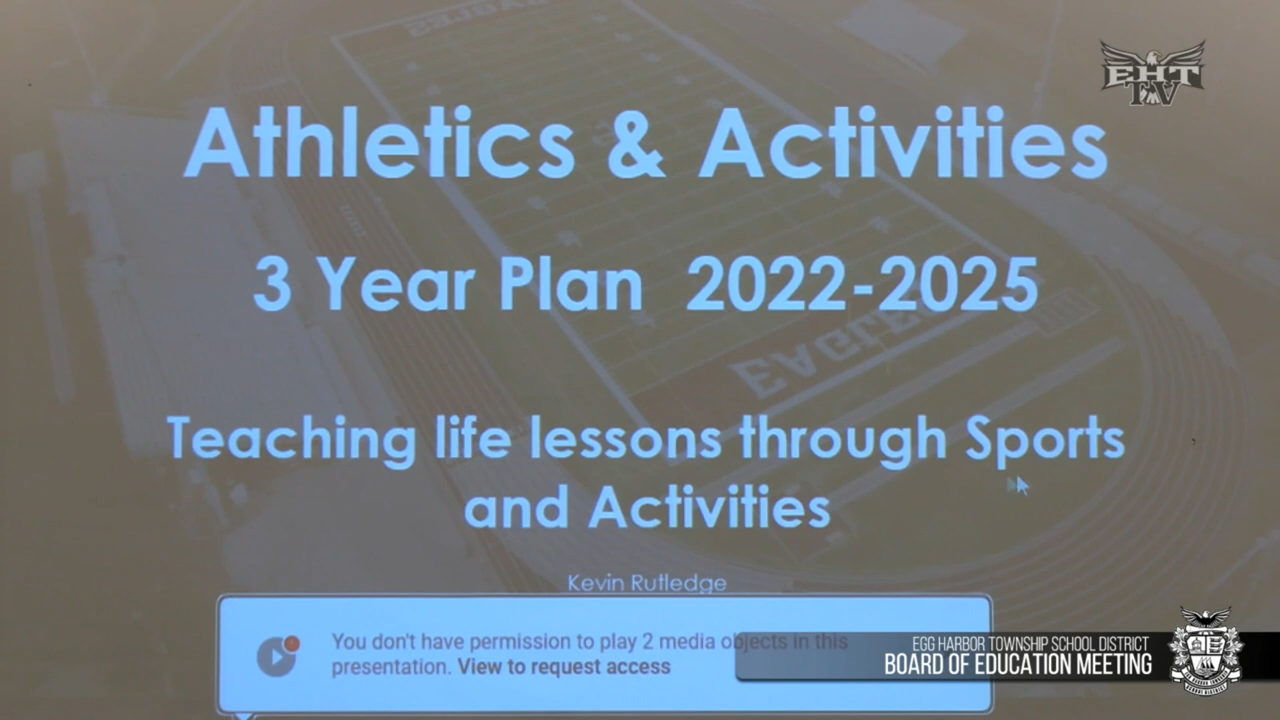 EAGLES
EHT
TV
Athletics & Activities
3 Year Plan 2022-2025
EAGLES
Teaching life lessons through Sports
and Activities
Kevin Rutledge
You don't have permission to play 2 media objects in this
presentation. View to request access
EGG HARBOR TOWNSHIP SCHOOL DISTRICT
BOARD OF EDUCATION MEETING